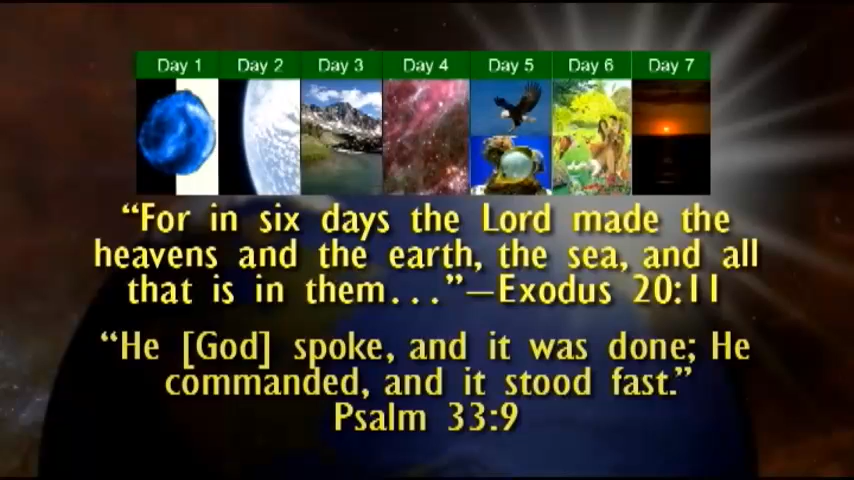 Day 1 Day 2 Day 3 Day 4 Day 5 Day 6 Day 7
“For in six days the Lord made the
heavens and the earth, the sea, and all
that is in them...”—Exodus 20:11
“He [God] spoke, and it was done; He
commanded, and it stood fast.”
Psalm 33:9